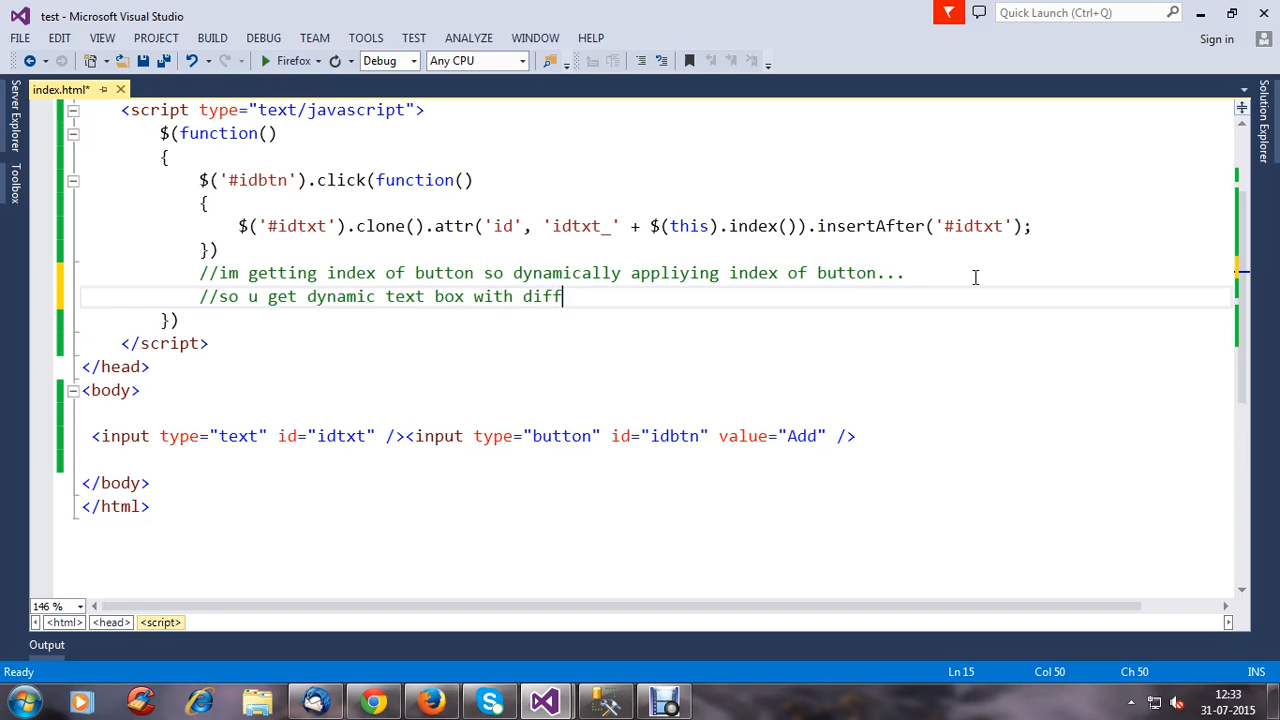 test - Microsoft Visual Studio
Quick Launch (Ctrl+Q)
FILE EDIT VIEW PROJECT BUILD DEBUG TEAM TOOLS TEST ANALYZE WINDOW HELP
Sign in
Firefox Debug Any CPU
index.html*
Server Explorer
Toolbox
Solution Explorer
<script type="text/javascript">
$(function()
{
$('#idbtn').click(function()
{
$('#idtxt').clone().attr('id', 'idtxt_' + $(this).index()).insertAfter('#idtxt');
})
//im getting index of button so dynamically appliying index of button...
//so u get dynamic text box with diff
})
</script>
</head>
<body>
<input type="text" id="idtxt" /><input type="button" id="idbtn" value="Add" />
</body>
</html>
146 %
<html> <head> <script>
Output
Ready Ln 15 Col 50 Ch 50 INS
12:33
31-07-2015